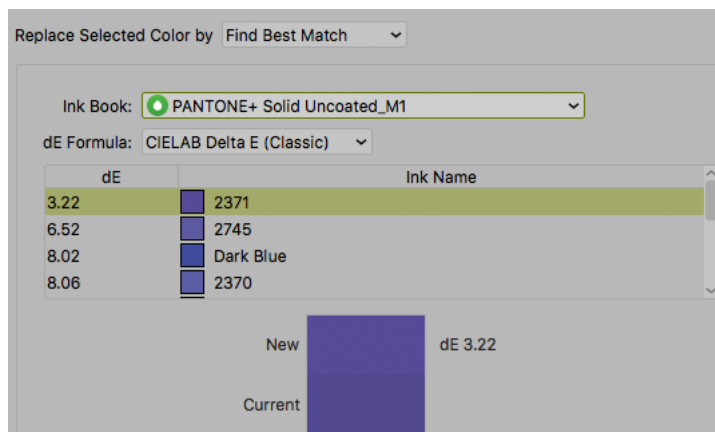 Replace Selected Color by Find Best Match
Ink Book: PANTONE+ Solid Uncoated_M1
dE Formula: CIELAB Delta E (Classic)
dE Ink Name
3.22 2371
6.52 2745
8.02 Dark Blue
8.06 2370
New dE 3.22
Current